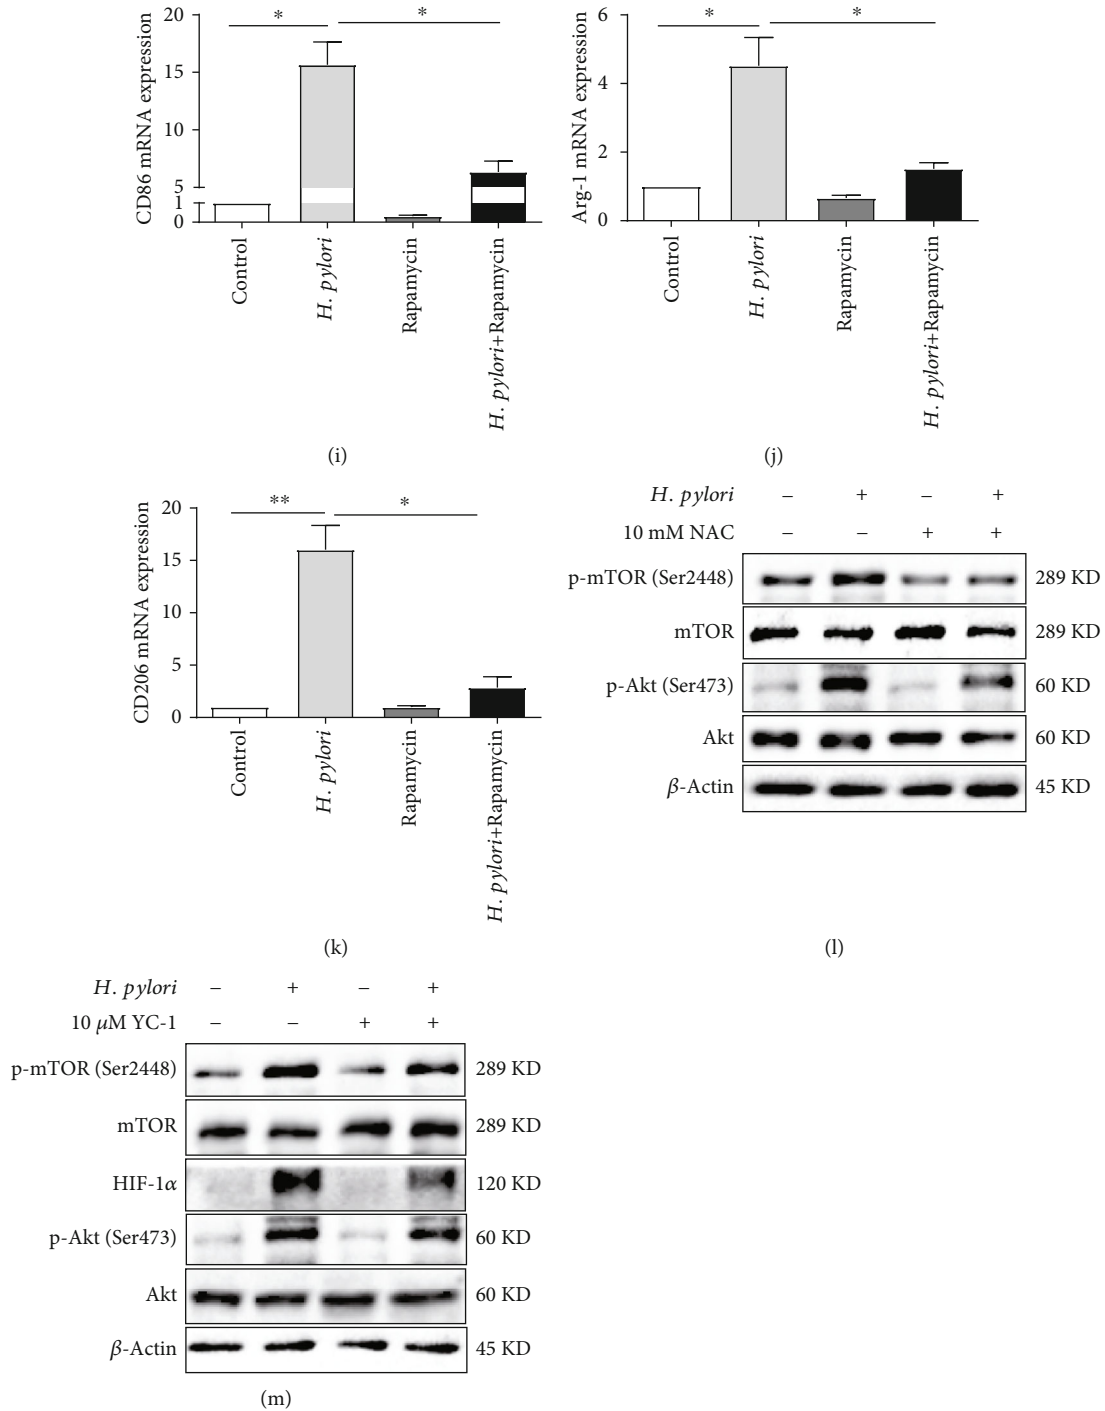 CD86 mRNA expression
20
15
10
5
1
0
*
*
Control
H. pylori
Rapamycin
H. pylori+Rapamycin
(i)
Arg-1 mRNA expression
6
4
2
0
*
*
Control
H. pylori
Rapamycin
H. pylori+Rapamycin
(j)
CD206 mRNA expression
20
15
10
5
0
**
*
Control
H. pylori
Rapamycin
H. pylori+Rapamycin
(k)
H. pylori – + – +
10 mM NAC – – + +
p-mTOR (Ser2448) 289 KD
mTOR 289 KD
p-Akt (Ser473) 60 KD
Akt 60 KD
β-Actin 45 KD
(l)
H. pylori – + – +
10 μM YC-1 – – + +
p-mTOR (Ser2448) 289 KD
mTOR 289 KD
HIF-1α 120 KD
p-Akt (Ser473) 60 KD
Akt 60 KD
β-Actin 45 KD
(m)